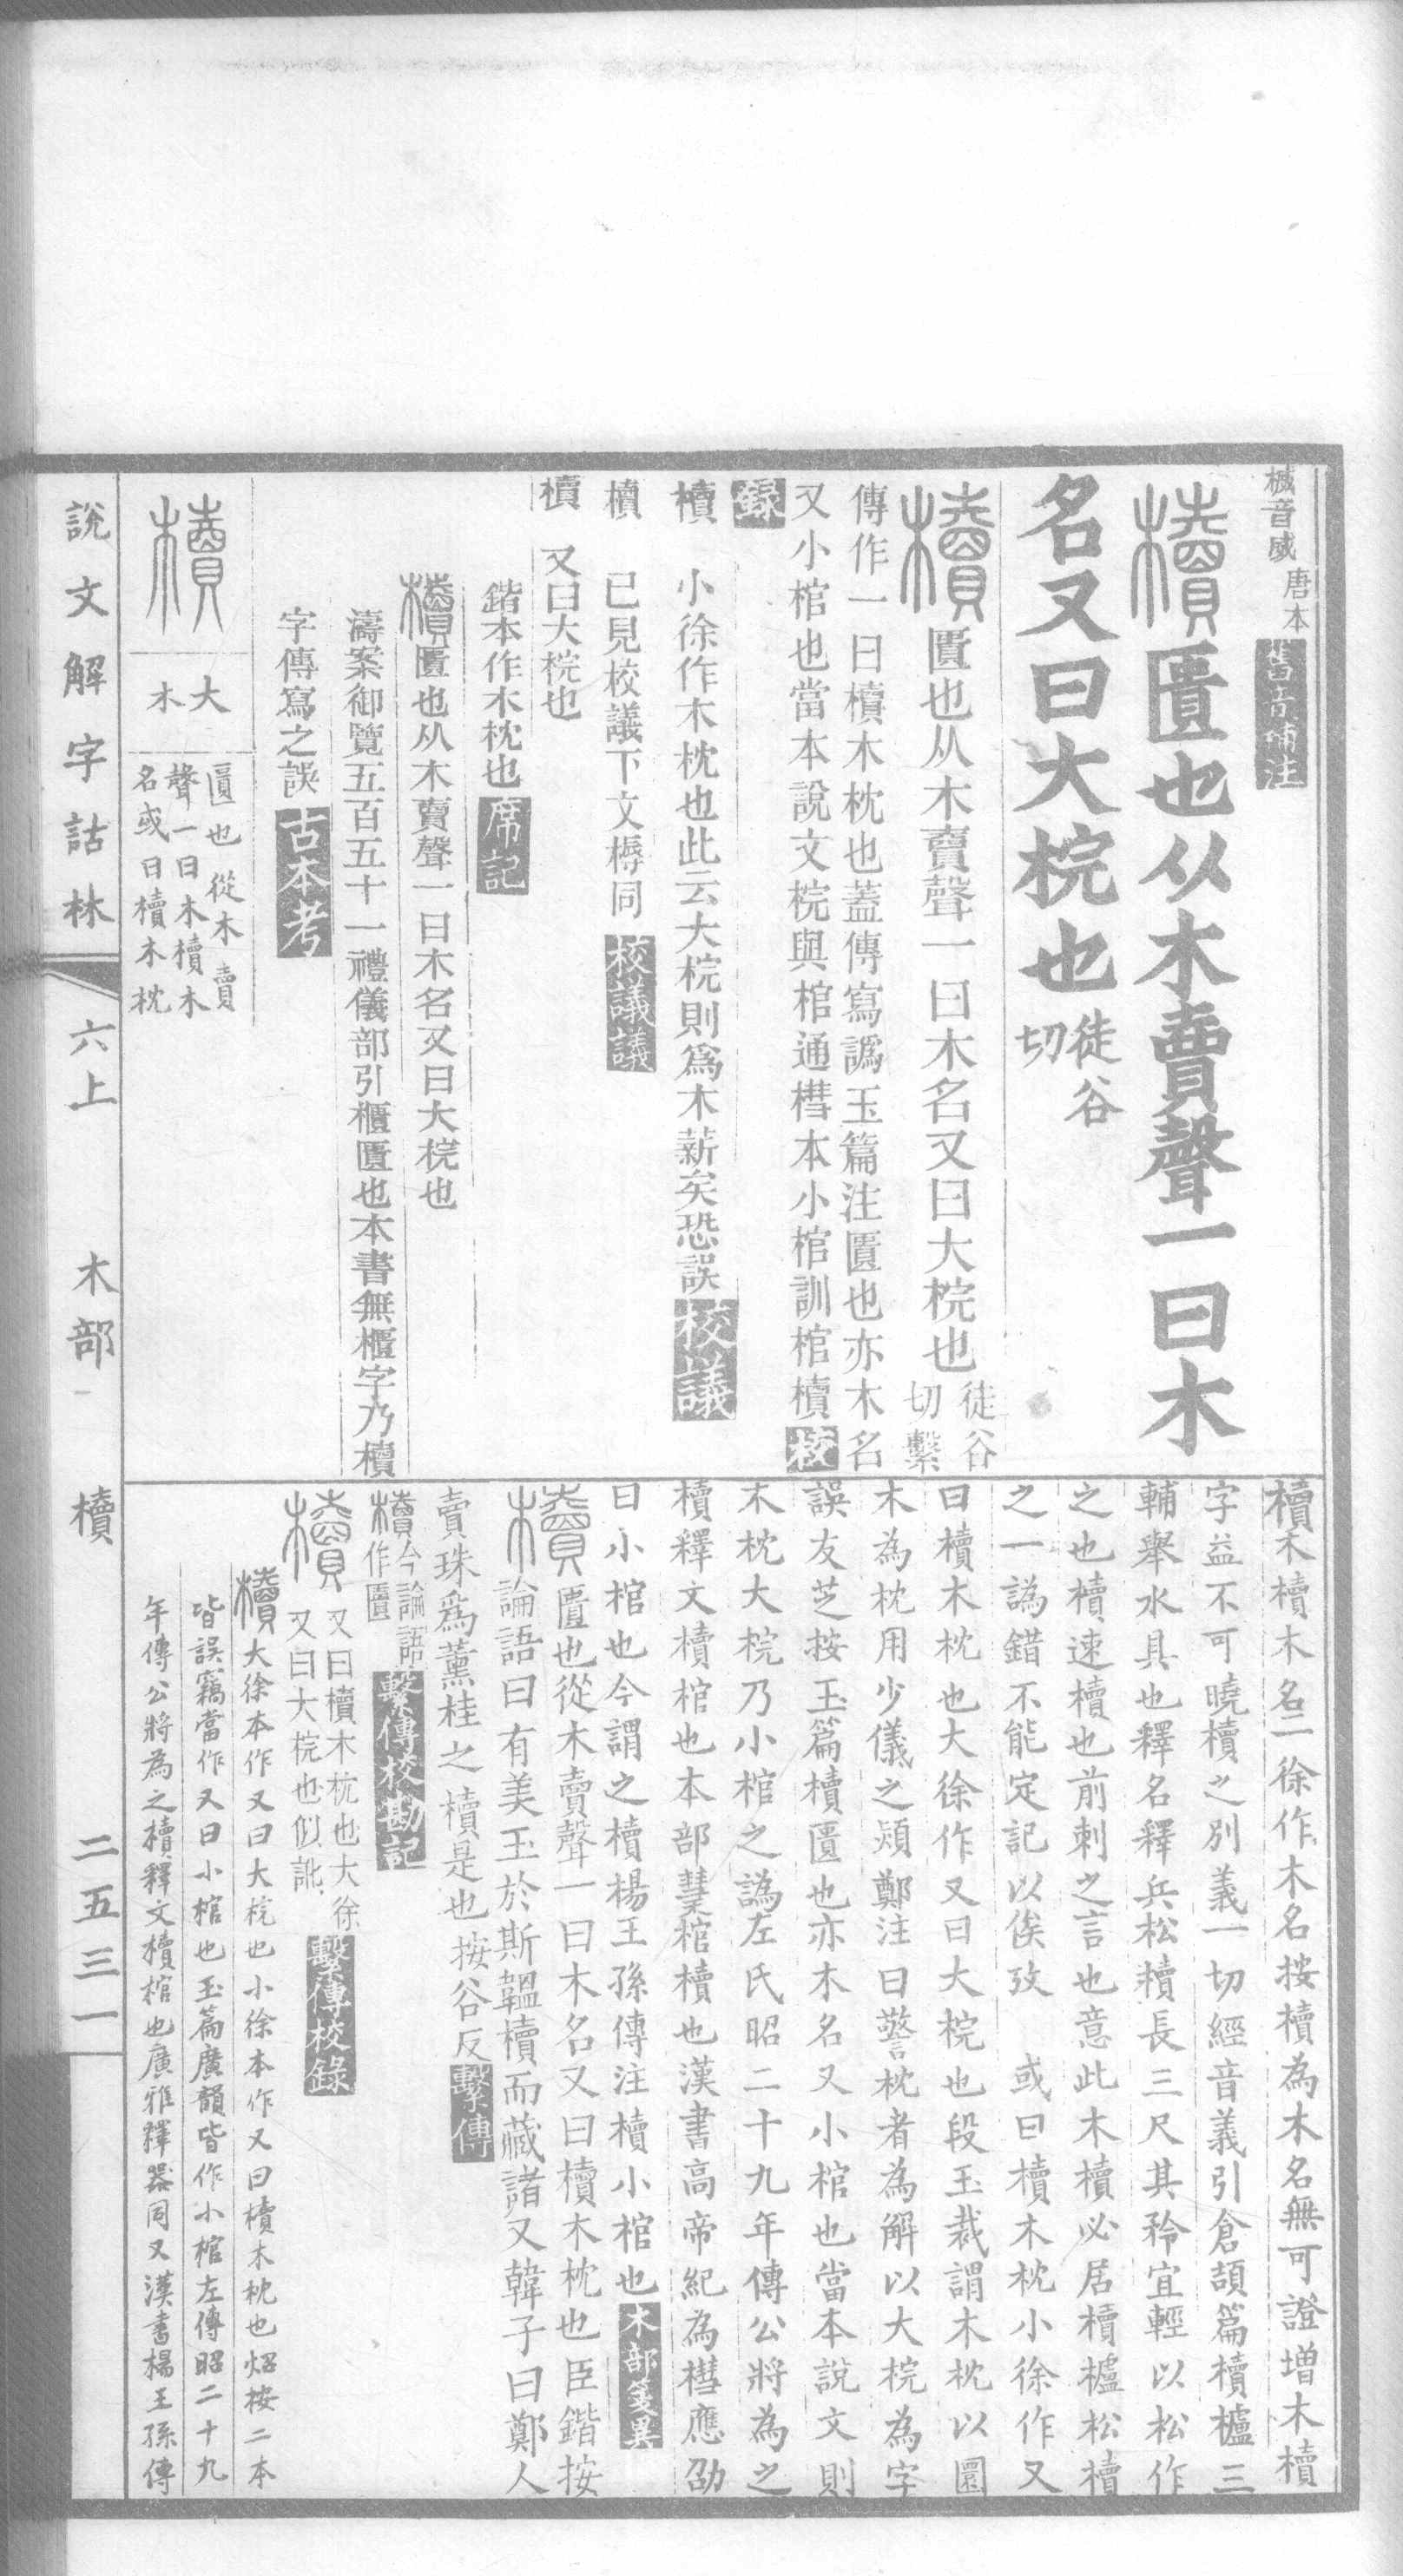 楲音威唐本舊音補注
櫝匵也从木賣聲一曰木
名又曰大梡也徒谷切
櫝匵也从木賣聲一曰木名又曰大梡也徒谷切繫
傳作一曰櫝木枕也蓋傳寫譌玉篇注匵也亦木名
又小棺也當本說文梡與棺通槥本小棺訓棺櫝校
錄
櫝 小徐作木枕也此云大梡則爲木薪矣恐誤校議
櫝 已見校議下文槈同校議議
櫝 又曰大梡也
鍇本作木枕也席記
櫝匵也从木賣聲一曰木名又曰大梡也
濤案御覽五百五十一禮儀部引櫃匵也本書無櫃字乃櫝
字傳寫之誤古本考
櫝
大木
匵也從木賣
聲一曰木櫝木
名或曰櫝木枕
櫝木櫝木名二徐作木名按櫝為木名無可證增木櫝
字益不可曉櫝之別義一切經音義引倉頡篇櫝櫨三
輔舉水具也釋名釋兵松櫝長三尺其矜宜輕以松作
之也櫝速櫝也前刺之言也意此木櫝必居櫝櫨松櫝
之一譌錯不能定記以俟攷 或曰櫝木枕小徐作又
曰櫝木枕也大徐作又曰大梡也段玉裁謂木枕以圜
木為枕用少儀之熲鄭注曰警枕者為解以大梡為字
誤友芝按玉篇櫝匵也亦木名又小棺也當本說文則
木枕大梡乃小棺之譌左氏昭二十九年傳公將為之
櫝釋文櫝棺也本部槥棺櫝也漢書高帝紀為槥應劭
曰小棺也今謂之櫝楊王孫傳注櫝小棺也木部箋異
櫝匵也從木賣聲一曰木名又曰櫝木枕也臣鍇按
論語曰有美玉於斯韞櫝而藏諸又韓子曰鄭人
賣珠爲薰桂之櫝是也按谷反繫傳
櫝今論語作匵繫傳校勘記
櫝又曰櫝木枕也大徐
又曰大梡也似訛繫傳校錄
櫝大徐本作又曰大梡也小徐本作又曰櫝木枕也炤按二本
皆誤竊當作又曰小棺也玉篇廣韻皆作小棺左傳昭二十九
年傳公將為之櫝釋文櫝棺也廣雅釋器同又漢書楊王孫傳
說文解字詁林 六上 木部 櫝 二五三一